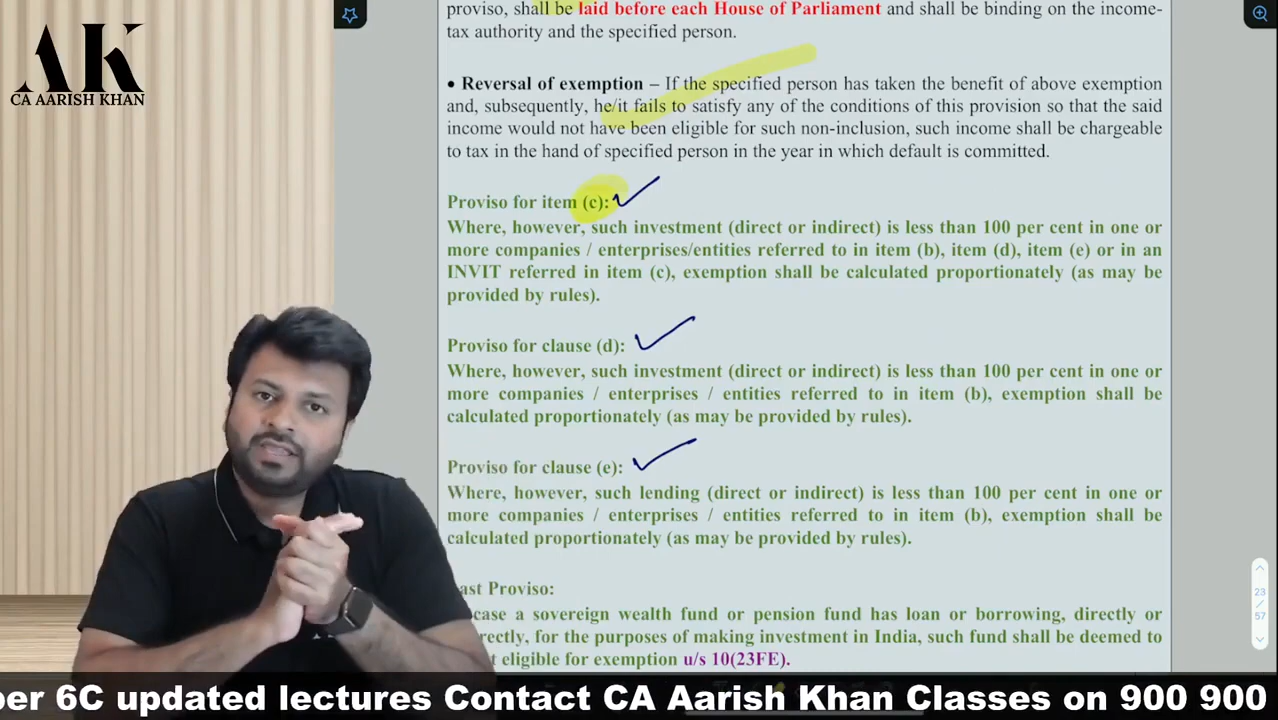 AK
CA AARISH KHAN
proviso, shall be laid before each House of Parliament and shall be binding on the income-
tax authority and the specified person.
• Reversal of exemption – If the specified person has taken the benefit of above exemption
and, subsequently, he/it fails to satisfy any of the conditions of this provision so that the said
income would not have been eligible for such non-inclusion, such income shall be chargeable
to tax in the hand of specified person in the year in which default is committed.
Proviso for item (c):
Where, however, such investment (direct or indirect) is less than 100 per cent in one or
more companies / enterprises/entities referred to in item (b), item (d), item (e) or in an
INVIT referred in item (c), exemption shall be calculated proportionately (as may be
provided by rules).
Proviso for clause (d):
Where, however, such investment (direct or indirect) is less than 100 per cent in one or
more companies / enterprises / entities referred to in item (b), exemption shall be
calculated proportionately (as may be provided by rules).
Proviso for clause (e):
Where, however, such lending (direct or indirect) is less than 100 per cent in one or
more companies / enterprises / entities referred to in item (b), exemption shall be
calculated proportionately (as may be provided by rules).
ast Proviso:
case a sovereign wealth fund or pension fund has loan or borrowing, directly or
rectly, for the purposes of making investment in India, such fund shall be deemed to
t eligible for exemption u/s 10(23FE).
23
/
57
per 6C updated lectures Contact CA Aarish Khan Classes on 900 900